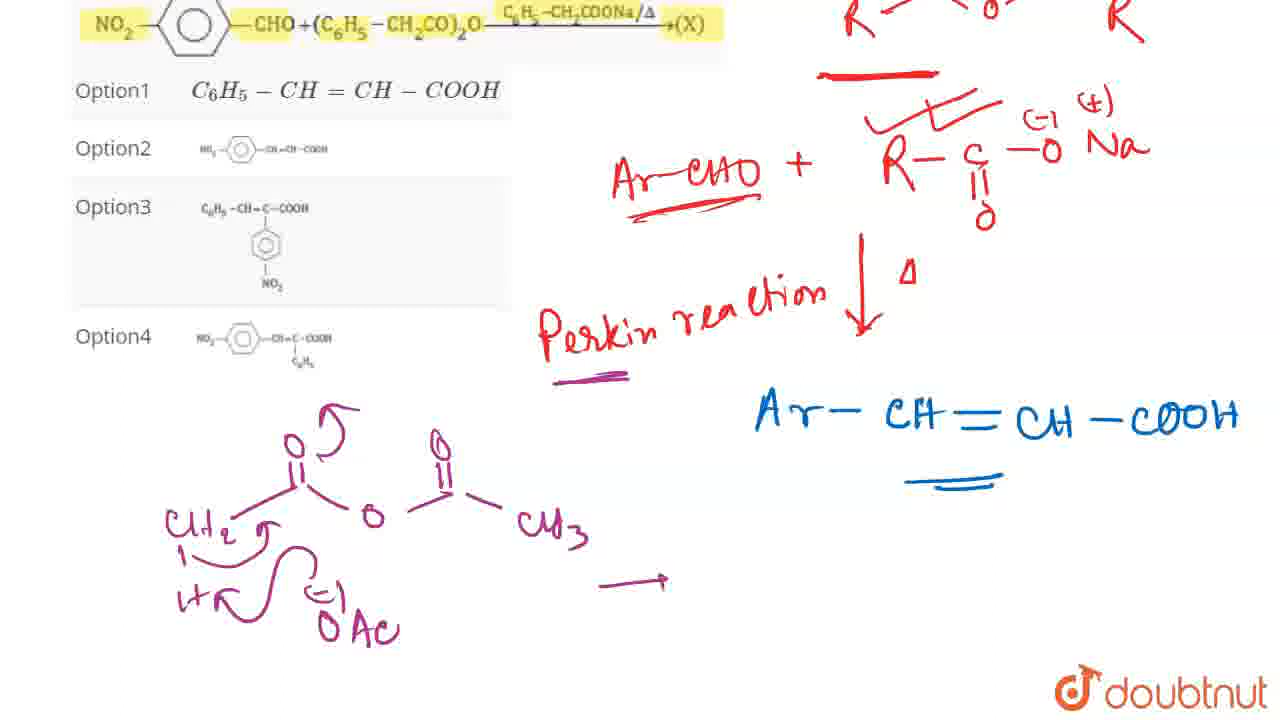 NO2- -CHO+(C6H5-CH2CO)2O C6H5-CH2COONa/Δ →(X)
R O R
Option1 C6H5 - CH = CH - COOH
Option2 NO2- -CH=CH-COOH
Option3 C6H5-CH=C-COOH
NO2
Option4 NO2- -CH=C-COOH
C6H5
Ar-CHO + R-C-O Na
(-) (+)
O
Δ
Perkin reaction
Ar-CH=CH-COOH
O O
CH2 O CH3
H (-)
OAC
doubtnut